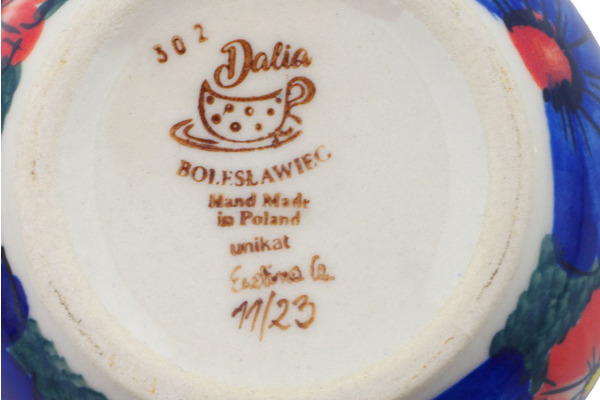 302
Dalia
BOLESŁAWIEC
Hand Made
in Poland
unikat
11/23